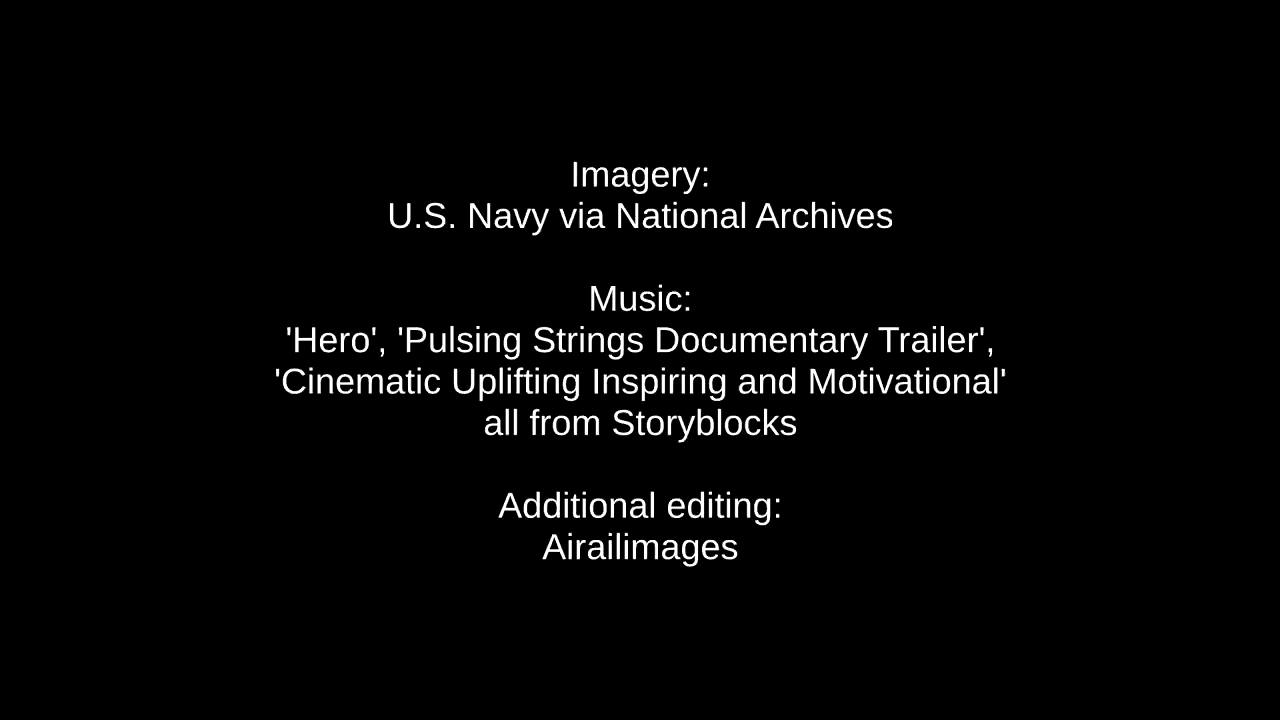 Imagery:
U.S. Navy via National Archives
Music:
'Hero', 'Pulsing Strings Documentary Trailer',
'Cinematic Uplifting Inspiring and Motivational'
all from Storyblocks
Additional editing:
Airailimages